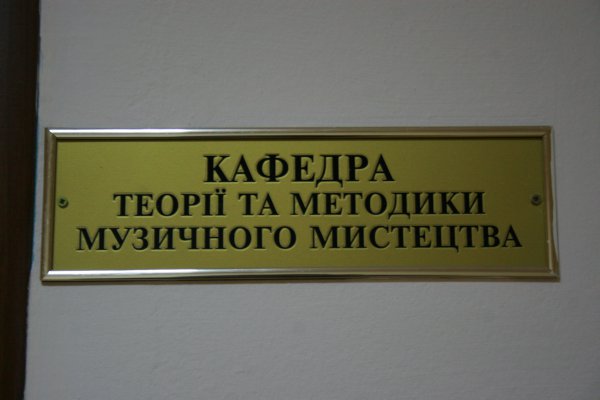 КАФЕДРА
ТЕОРІЇ ТА МЕТОДИКИ
МУЗИЧНОГО МИСТЕЦТВА